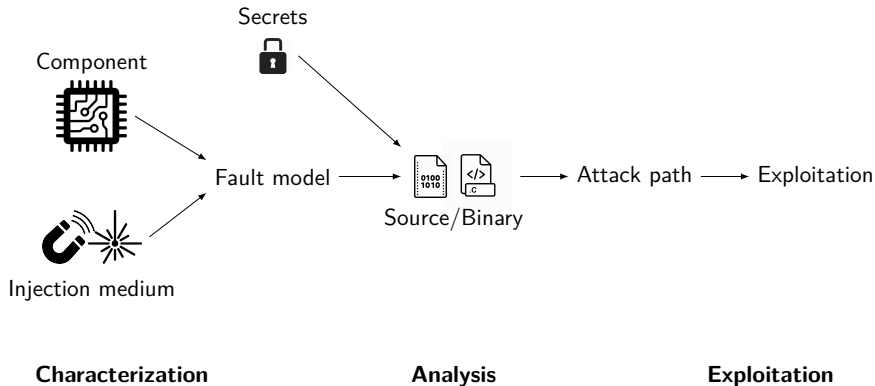 Secrets
Component
Fault model
0100
1010
</>
.C
Source/Binary
Attack path
Exploitation
Injection medium
Characterization
Analysis
Exploitation